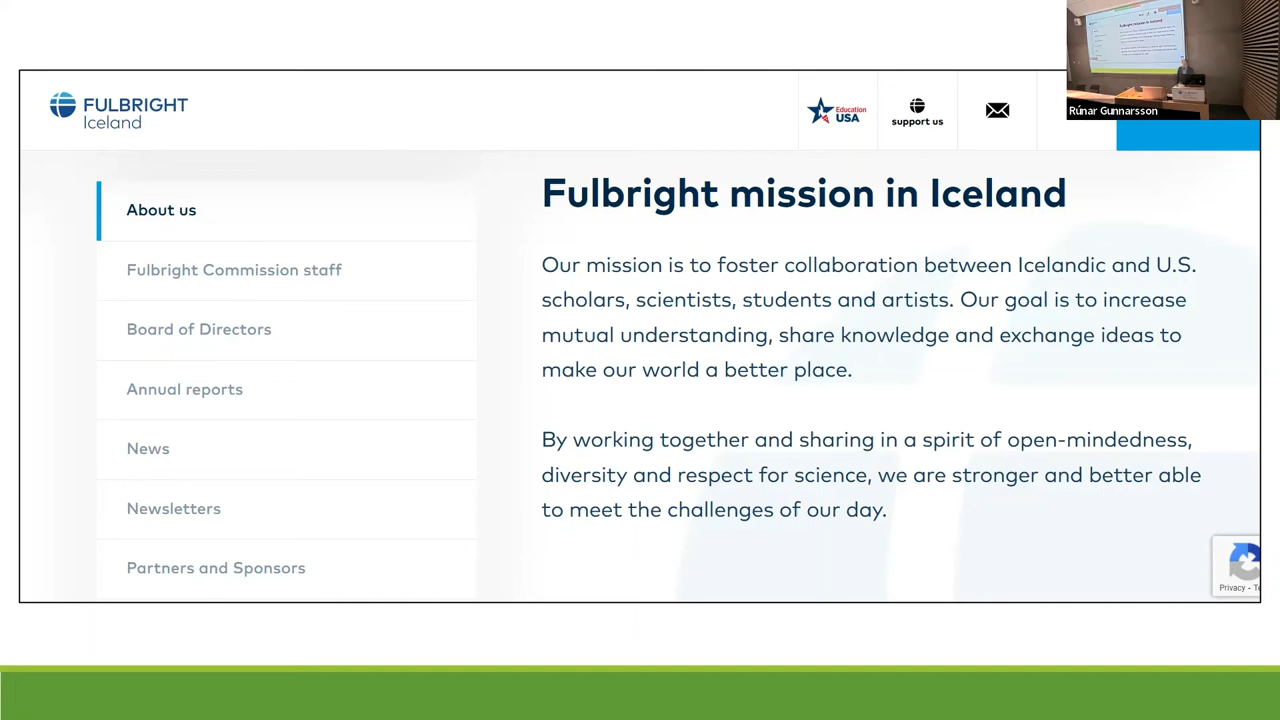 FULBRIGHT
Iceland
Education
USA
support us
Rúnar Gunnarsson
About us
Fulbright Commission staff
Board of Directors
Annual reports
News
Newsletters
Partners and Sponsors
Fulbright mission in Iceland
Our mission is to foster collaboration between Icelandic and U.S.
scholars, scientists, students and artists. Our goal is to increase
mutual understanding, share knowledge and exchange ideas to
make our world a better place.
By working together and sharing in a spirit of open-mindedness,
diversity and respect for science, we are stronger and better able
to meet the challenges of our day.
Privacy - Te